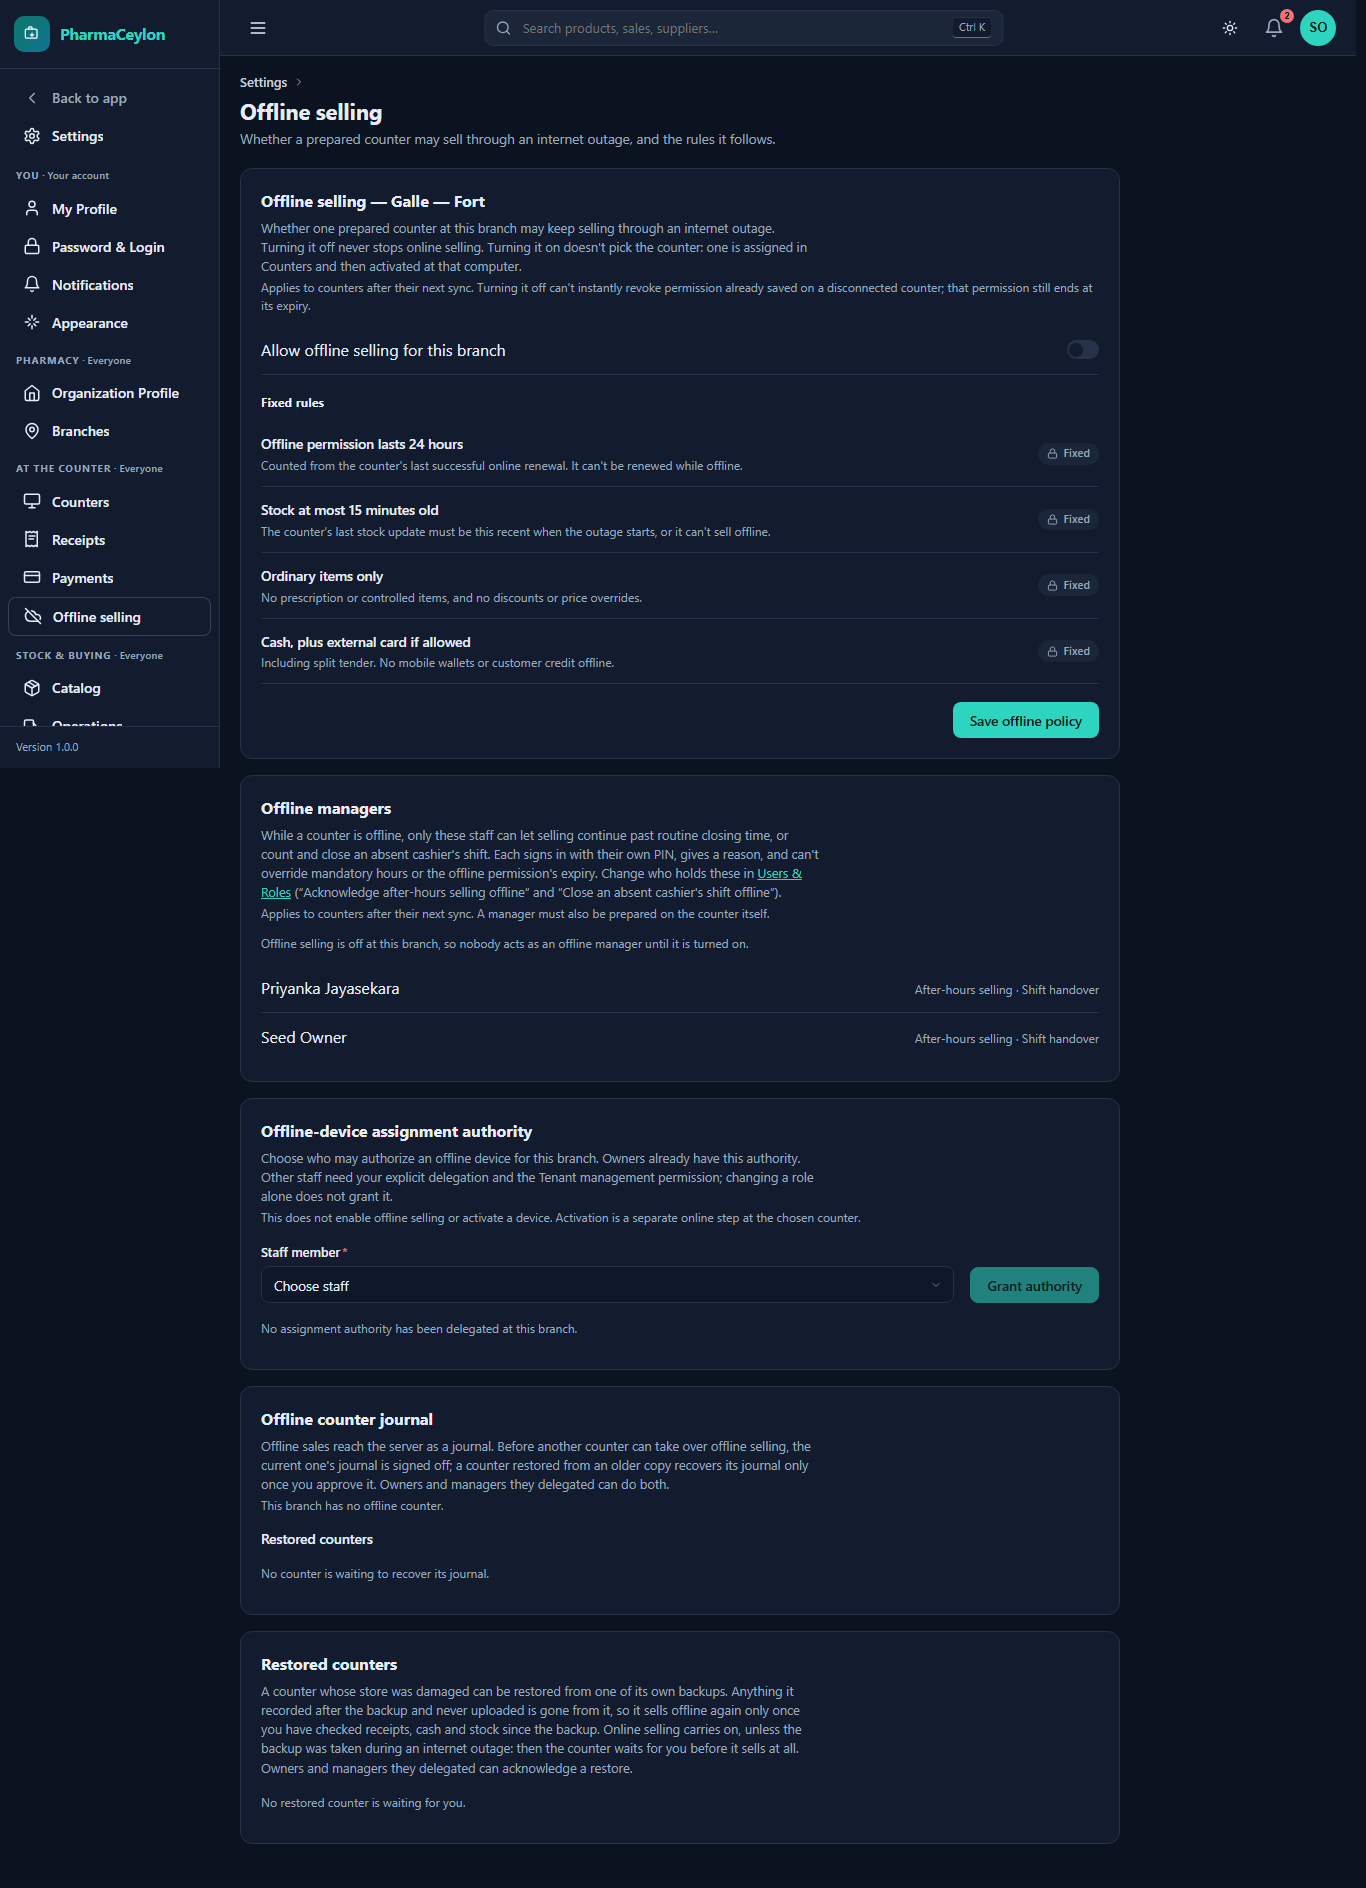 PharmaCeylon
Search products, sales, suppliers...
Ctrl K
2
SO
Back to app
Settings
YOU · Your account
My Profile
Password & Login
Notifications
Appearance
PHARMACY · Everyone
Organization Profile
Branches
AT THE COUNTER · Everyone
Counters
Receipts
Payments
Offline selling
STOCK & BUYING · Everyone
Catalog
Operations
Version 1.0.0
Settings
Offline selling
Whether a prepared counter may sell through an internet outage, and the rules it follows.
Offline selling — Galle — Fort
Whether one prepared counter at this branch may keep selling through an internet outage.
Turning it off never stops online selling. Turning it on doesn't pick the counter: one is assigned in
Counters and then activated at that computer.
Applies to counters after their next sync. Turning it off can't instantly revoke permission already saved on a disconnected counter; that permission still ends at
its expiry.
Allow offline selling for this branch
Fixed rules
Offline permission lasts 24 hours
Counted from the counter's last successful online renewal. It can't be renewed while offline.
Fixed
Stock at most 15 minutes old
The counter's last stock update must be this recent when the outage starts, or it can't sell offline.
Fixed
Ordinary items only
No prescription or controlled items, and no discounts or price overrides.
Fixed
Cash, plus external card if allowed
Including split tender. No mobile wallets or customer credit offline.
Fixed
Save offline policy
Offline managers
While a counter is offline, only these staff can let selling continue past routine closing time, or
count and close an absent cashier's shift. Each signs in with their own PIN, gives a reason, and can't
override mandatory hours or the offline permission's expiry. Change who holds these in Users &
Roles (“Acknowledge after-hours selling offline” and “Close an absent cashier's shift offline”).
Applies to counters after their next sync. A manager must also be prepared on the counter itself.
Offline selling is off at this branch, so nobody acts as an offline manager until it is turned on.
Priyanka Jayasekara
After-hours selling · Shift handover
Seed Owner
After-hours selling · Shift handover
Offline-device assignment authority
Choose who may authorize an offline device for this branch. Owners already have this authority.
Other staff need your explicit delegation and the Tenant management permission; changing a role
alone does not grant it.
This does not enable offline selling or activate a device. Activation is a separate online step at the chosen counter.
Staff member*
Choose staff
Grant authority
No assignment authority has been delegated at this branch.
Offline counter journal
Offline sales reach the server as a journal. Before another counter can take over offline selling, the
current one's journal is signed off; a counter restored from an older copy recovers its journal only
once you approve it. Owners and managers they delegated can do both.
This branch has no offline counter.
Restored counters
No counter is waiting to recover its journal.
Restored counters
A counter whose store was damaged can be restored from one of its own backups. Anything it
recorded after the backup and never uploaded is gone from it, so it sells offline again only once
you have checked receipts, cash and stock since the backup. Online selling carries on, unless the
backup was taken during an internet outage: then the counter waits for you before it sells at all.
Owners and managers they delegated can acknowledge a restore.
No restored counter is waiting for you.